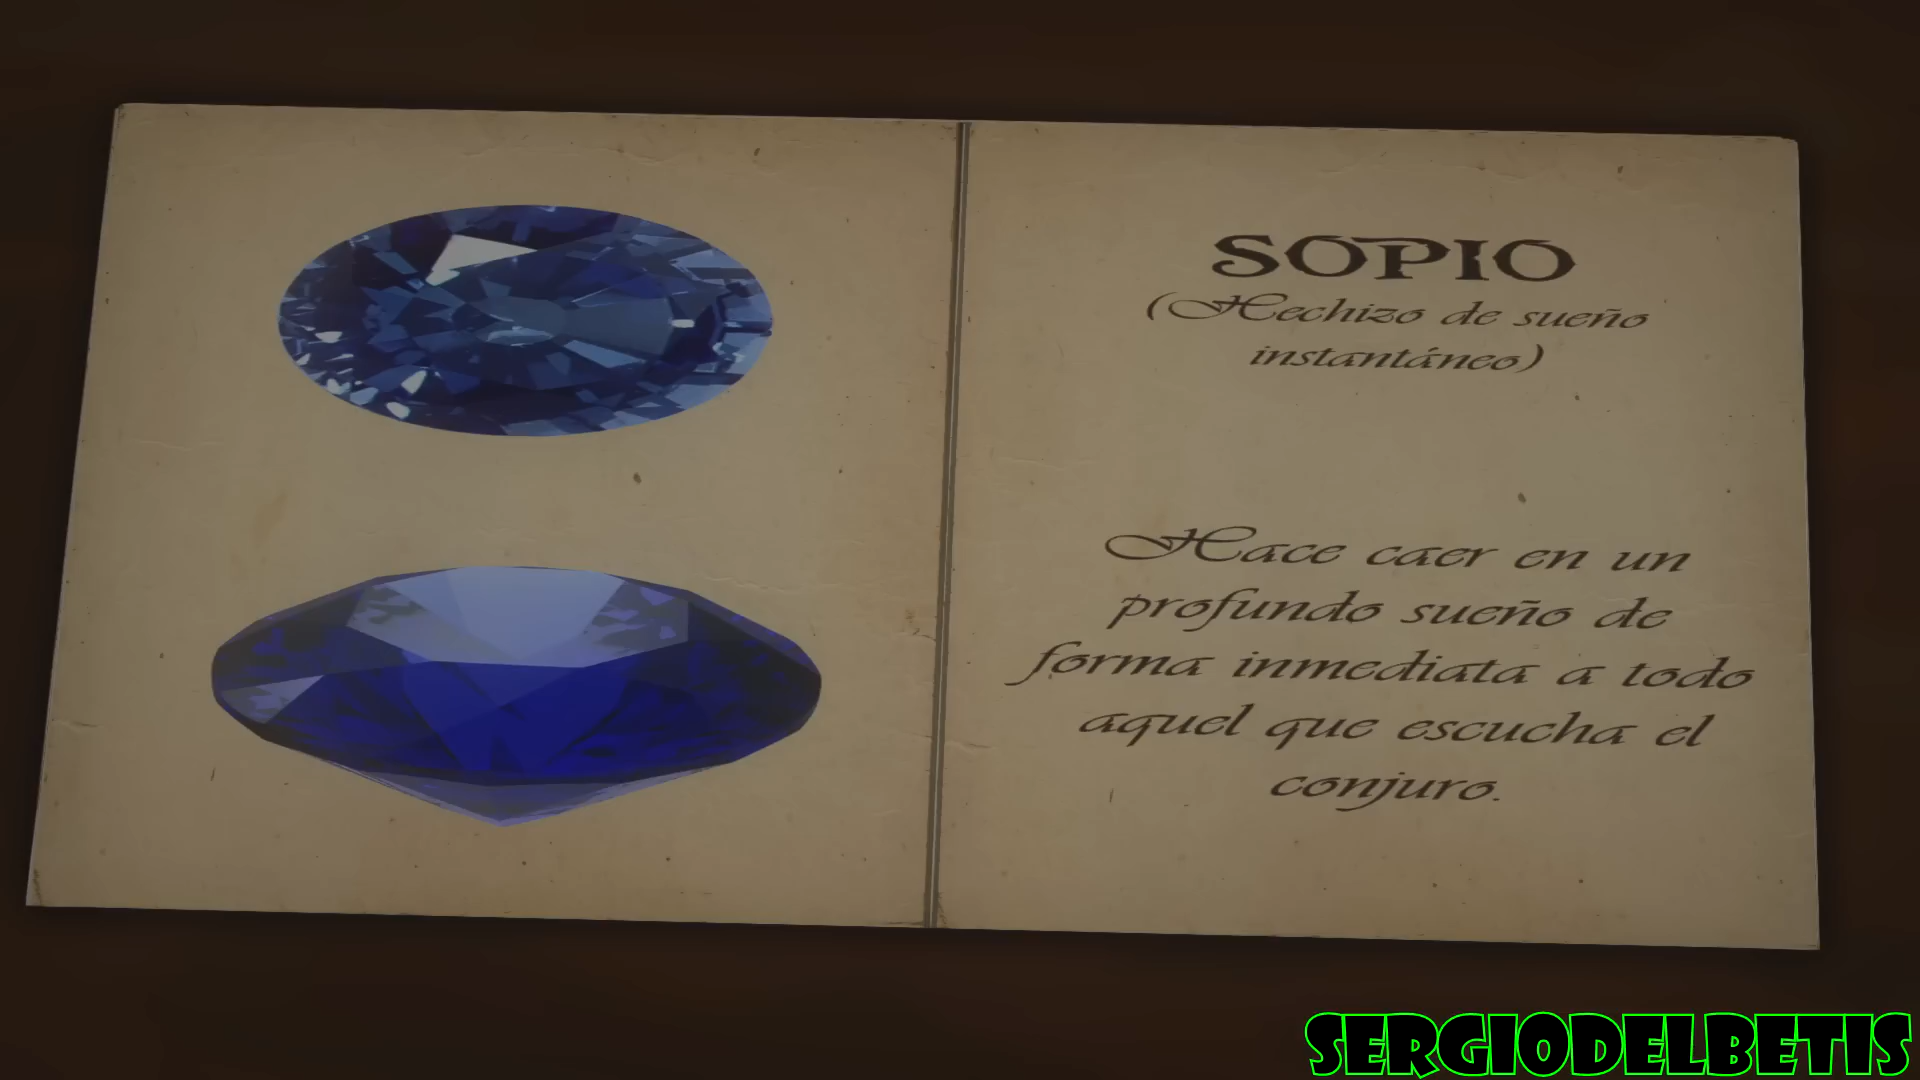 SOPIO
(Hechizo de sueño
instantáneo)
Hace caer en un
profundo sueño de
forma inmediata a todo
aquel que escucha el
conjuro.
SERGIODELBETIS